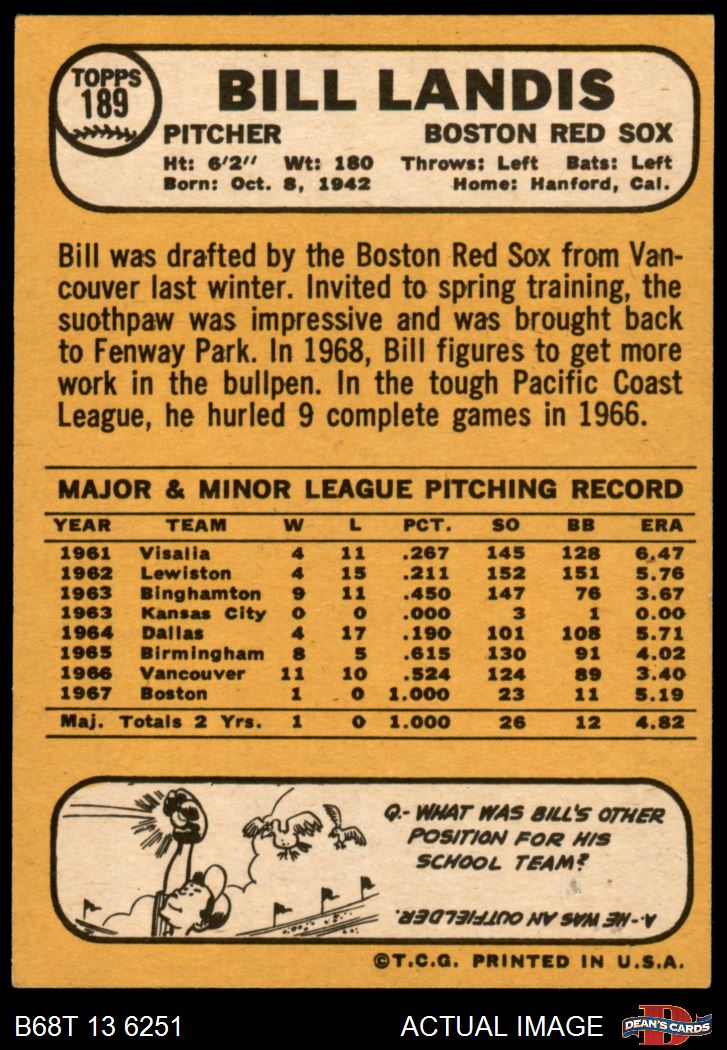 TOPPS
189
BILL LANDIS
PITCHER BOSTON RED SOX
Ht: 6'2" Wt: 180 Throws: Left Bats: Left
Born: Oct. 8, 1942 Home: Hanford, Cal.
Bill was drafted by the Boston Red Sox from Van-
couver last winter. Invited to spring training, the
suothpaw was impressive and was brought back
to Fenway Park. In 1968, Bill figures to get more
work in the bullpen. In the tough Pacific Coast
League, he hurled 9 complete games in 1966.
MAJOR & MINOR LEAGUE PITCHING RECORD
YEAR TEAM W L PCT. SO BB ERA
1961 Visalia 4 11 .267 145 128 6.47
1962 Lewiston 4 15 .211 152 151 5.76
1963 Binghamton 9 11 .450 147 76 3.67
1963 Kansas City 0 0 .000 3 1 0.00
1964 Dallas 4 17 .190 101 108 5.71
1965 Birmingham 8 5 .615 130 91 4.02
1966 Vancouver 11 10 .524 124 89 3.40
1967 Boston 1 0 1.000 23 11 5.19
Maj. Totals 2 Yrs. 1 0 1.000 26 12 4.82
Q.- WHAT WAS BILL'S OTHER
POSITION FOR HIS
SCHOOL TEAM?
A-HE WAS AN OUTFIELDER.
©T.C.G. PRINTED IN U.S.A.
B68T 13 6251 ACTUAL IMAGE
D
DEAN'S CARDS